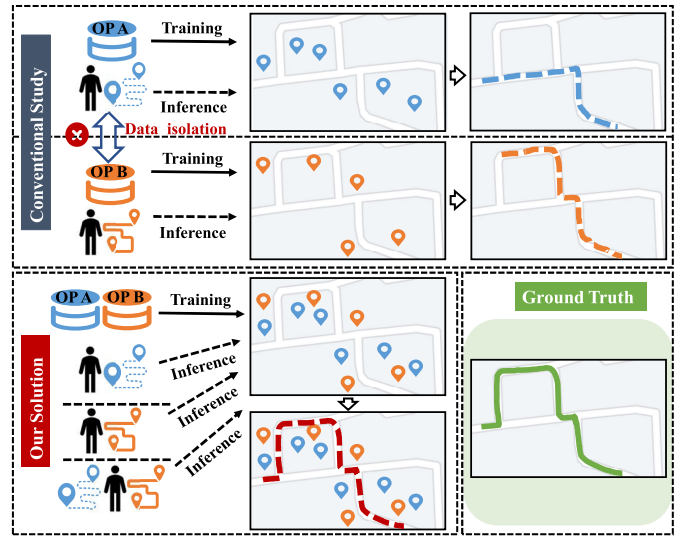 Conventional Study
OP A
Training
Inference
Data isolation
OP B
Training
Inference
Our Solution
OP A
OP B
Training
Inference
Inference
Inference
Ground Truth